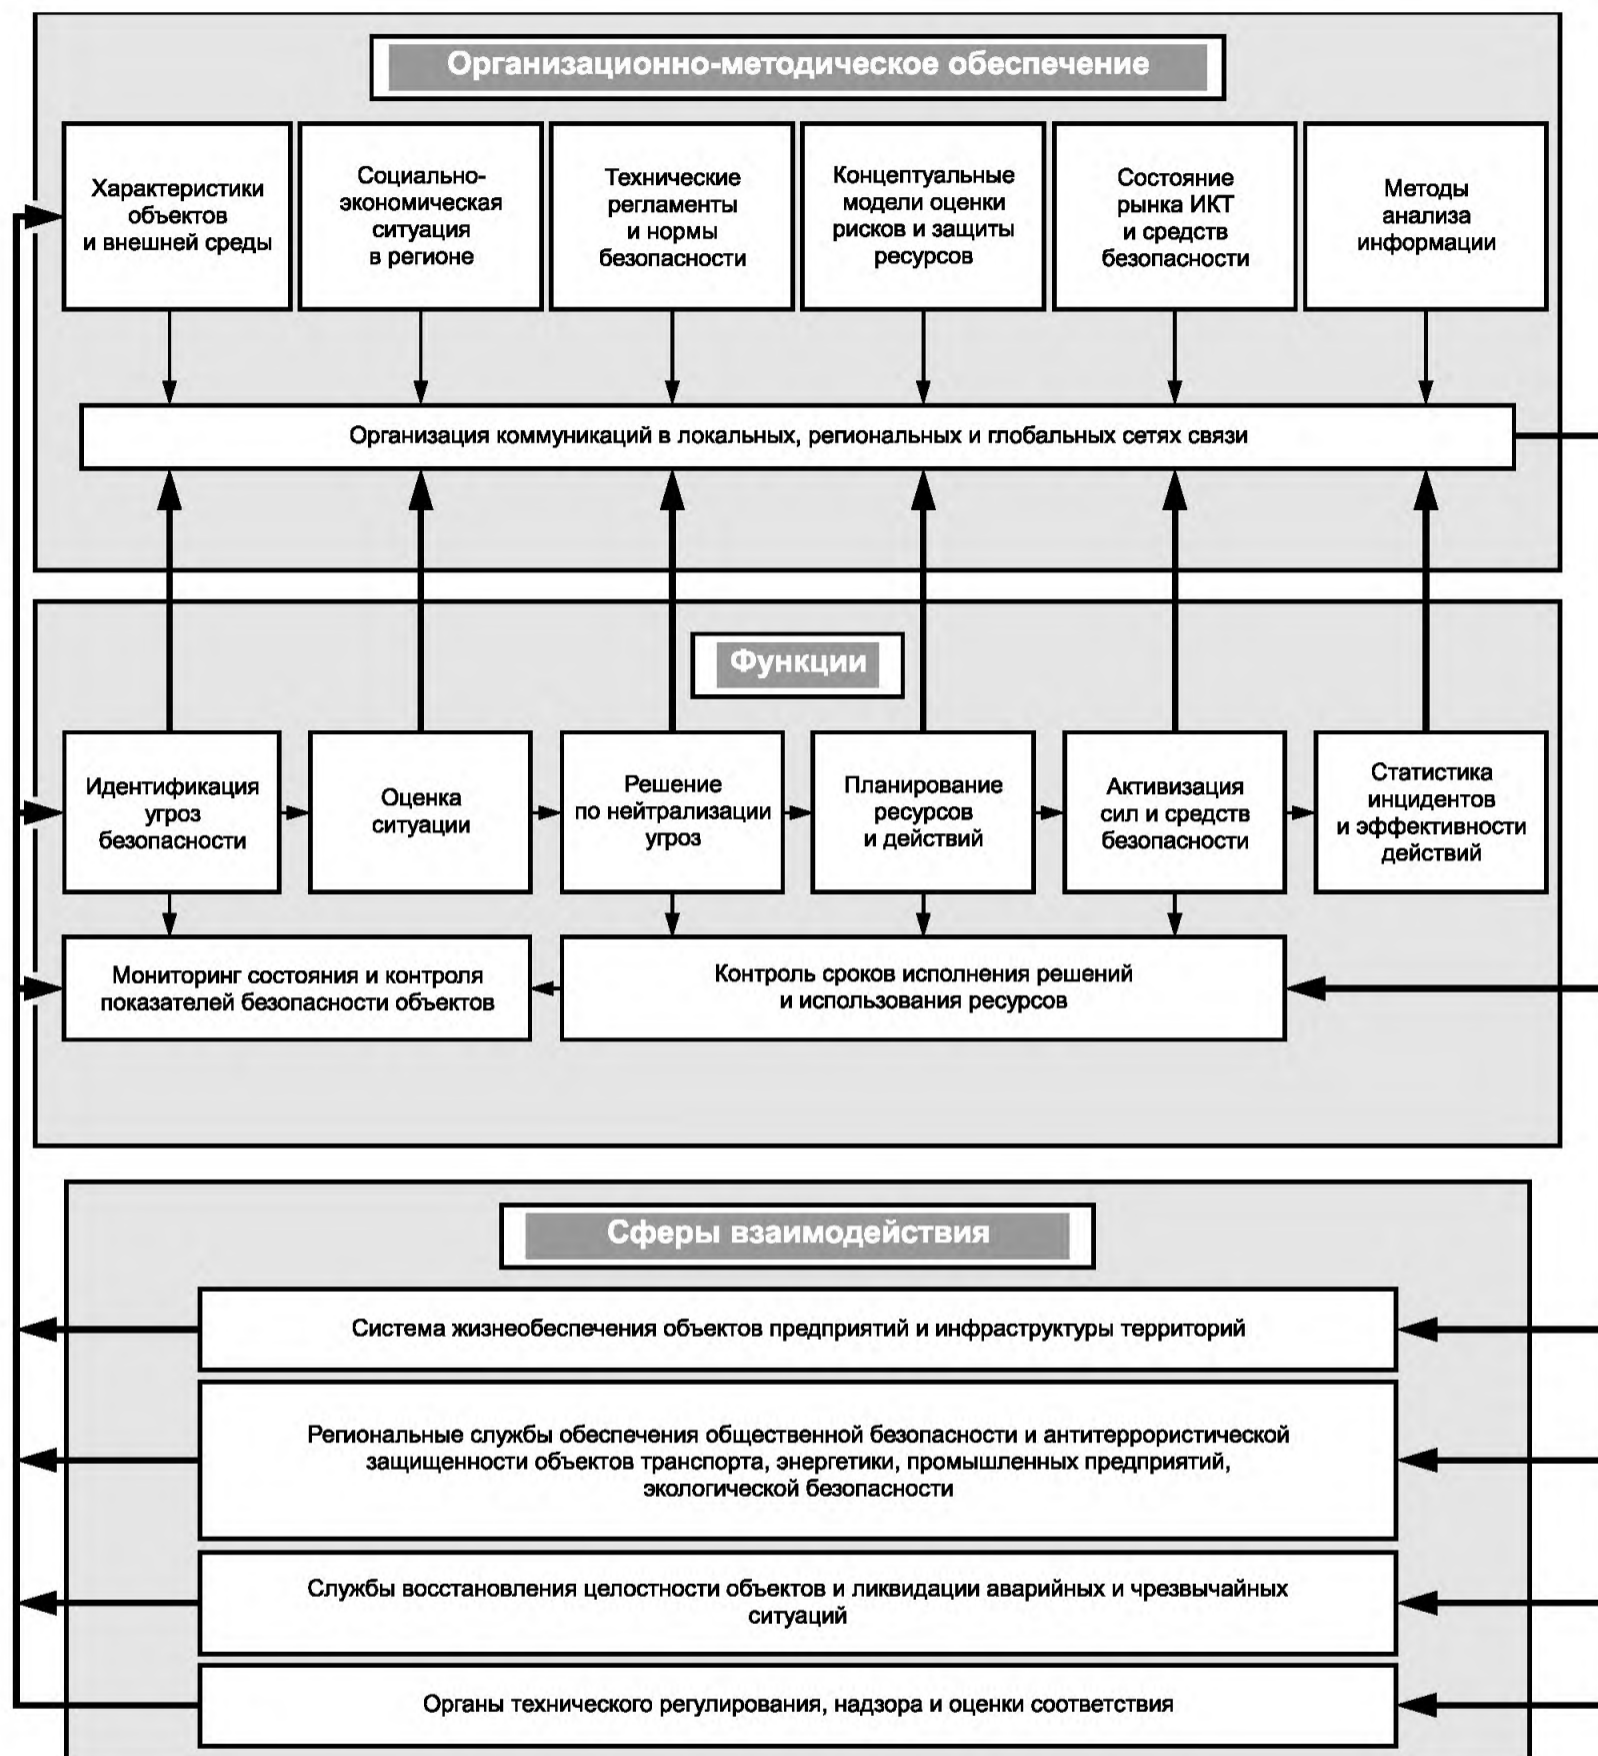 Организационно-методическое обеспечение
Характеристики
объектов
и внешней среды
Социально-
экономическая
ситуация
в регионе
Технические
регламенты
и нормы
безопасности
Концептуальные
модели оценки
рисков и защиты
ресурсов
Состояние
рынка ИКТ
и средств
безопасности
Методы
анализа
информации
Организация коммуникаций в локальных, региональных и глобальных сетях связи
Функции
Идентификация
угроз
безопасности
Оценка
ситуации
Решение
по нейтрализации
угроз
Планирование
ресурсов
и действий
Активизация
сил и средств
безопасности
Статистика
инцидентов
и эффективности
действий
Мониторинг состояния и контроля
показателей безопасности объектов
Контроль сроков исполнения решений
и использования ресурсов
Сферы взаимодействия
Система жизнеобеспечения объектов предприятий и инфраструктуры территорий
Региональные службы обеспечения общественной безопасности и антитеррористической
защищенности объектов транспорта, энергетики, промышленных предприятий,
экологической безопасности
Службы восстановления целостности объектов и ликвидации аварийных и чрезвычайных
ситуаций
Органы технического регулирования, надзора и оценки соответствия